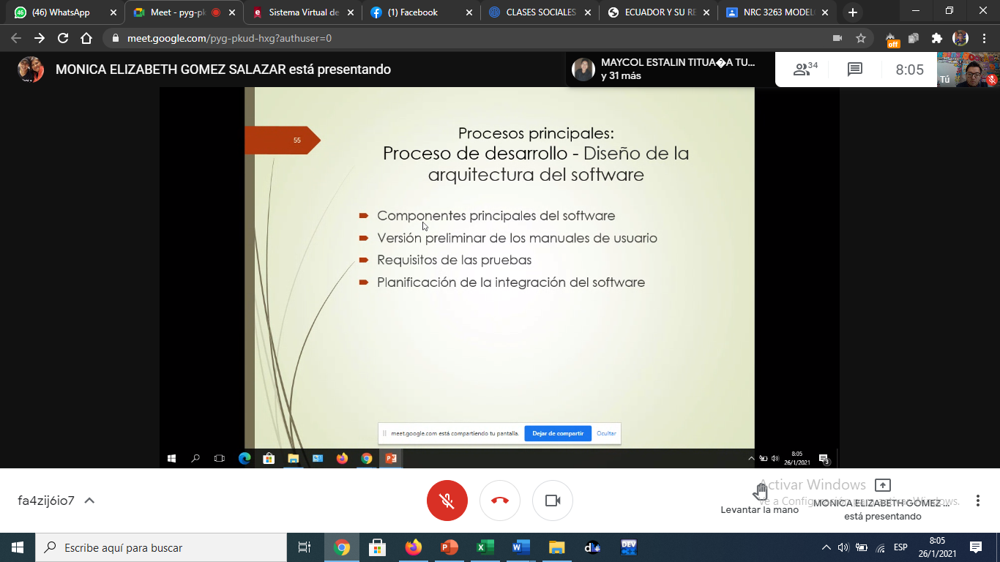 (46) WhatsApp
Meet - pyg-pk
Sistema Virtual de
(1) Facebook
CLASES SOCIALES
ECUADOR Y SU RE
NRC 3263 MODEL
meet.google.com/pyg-pkud-hxg?authuser=0
off
MONICA ELIZABETH GOMEZ SALAZAR está presentando
MAYCOL ESTALIN TITUA�A TU...
y 31 más
34
8:05
Tú
55
Procesos principales:
Proceso de desarrollo - Diseño de la
arquitectura del software
Componentes principales del software
Versión preliminar de los manuales de usuario
Requisitos de las pruebas
Planificación de la integración del software
meet.google.com está compartiendo tu pantalla.
Dejar de compartir
Ocultar
8:05
26/1/2021
3
fa4zij6io7
Levantar la mano
Activar Windows
Ve a Configuración para activar Windows.
MONICA ELIZABETH GOMEZ ...
está presentando
Escribe aquí para buscar
DEV
ESP
8:05
26/1/2021